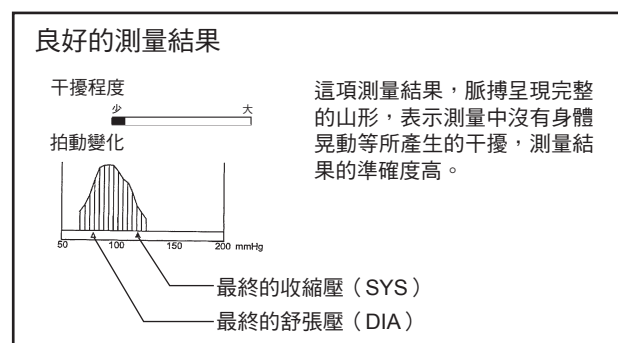 良好的測量結果
干擾程度
少 大
拍動變化
50 100 150 200 mmHg
最終的收縮壓（SYS）
最終的舒張壓（DIA）
這項測量結果，脈搏呈現完整
的山形，表示測量中沒有身體
晃動等所產生的干擾，測量結
果的準確度高。